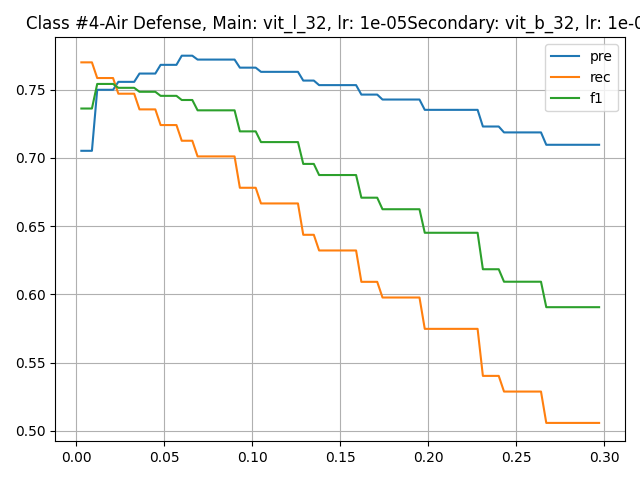 Class #4-Air Defense, Main: vit_l_32, lr: 1e-05Secondary: vit_b_32, lr: 1e-0
pre
rec
f1
0.75
0.70
0.65
0.60
0.55
0.50
0.00 0.05 0.10 0.15 0.20 0.25 0.30